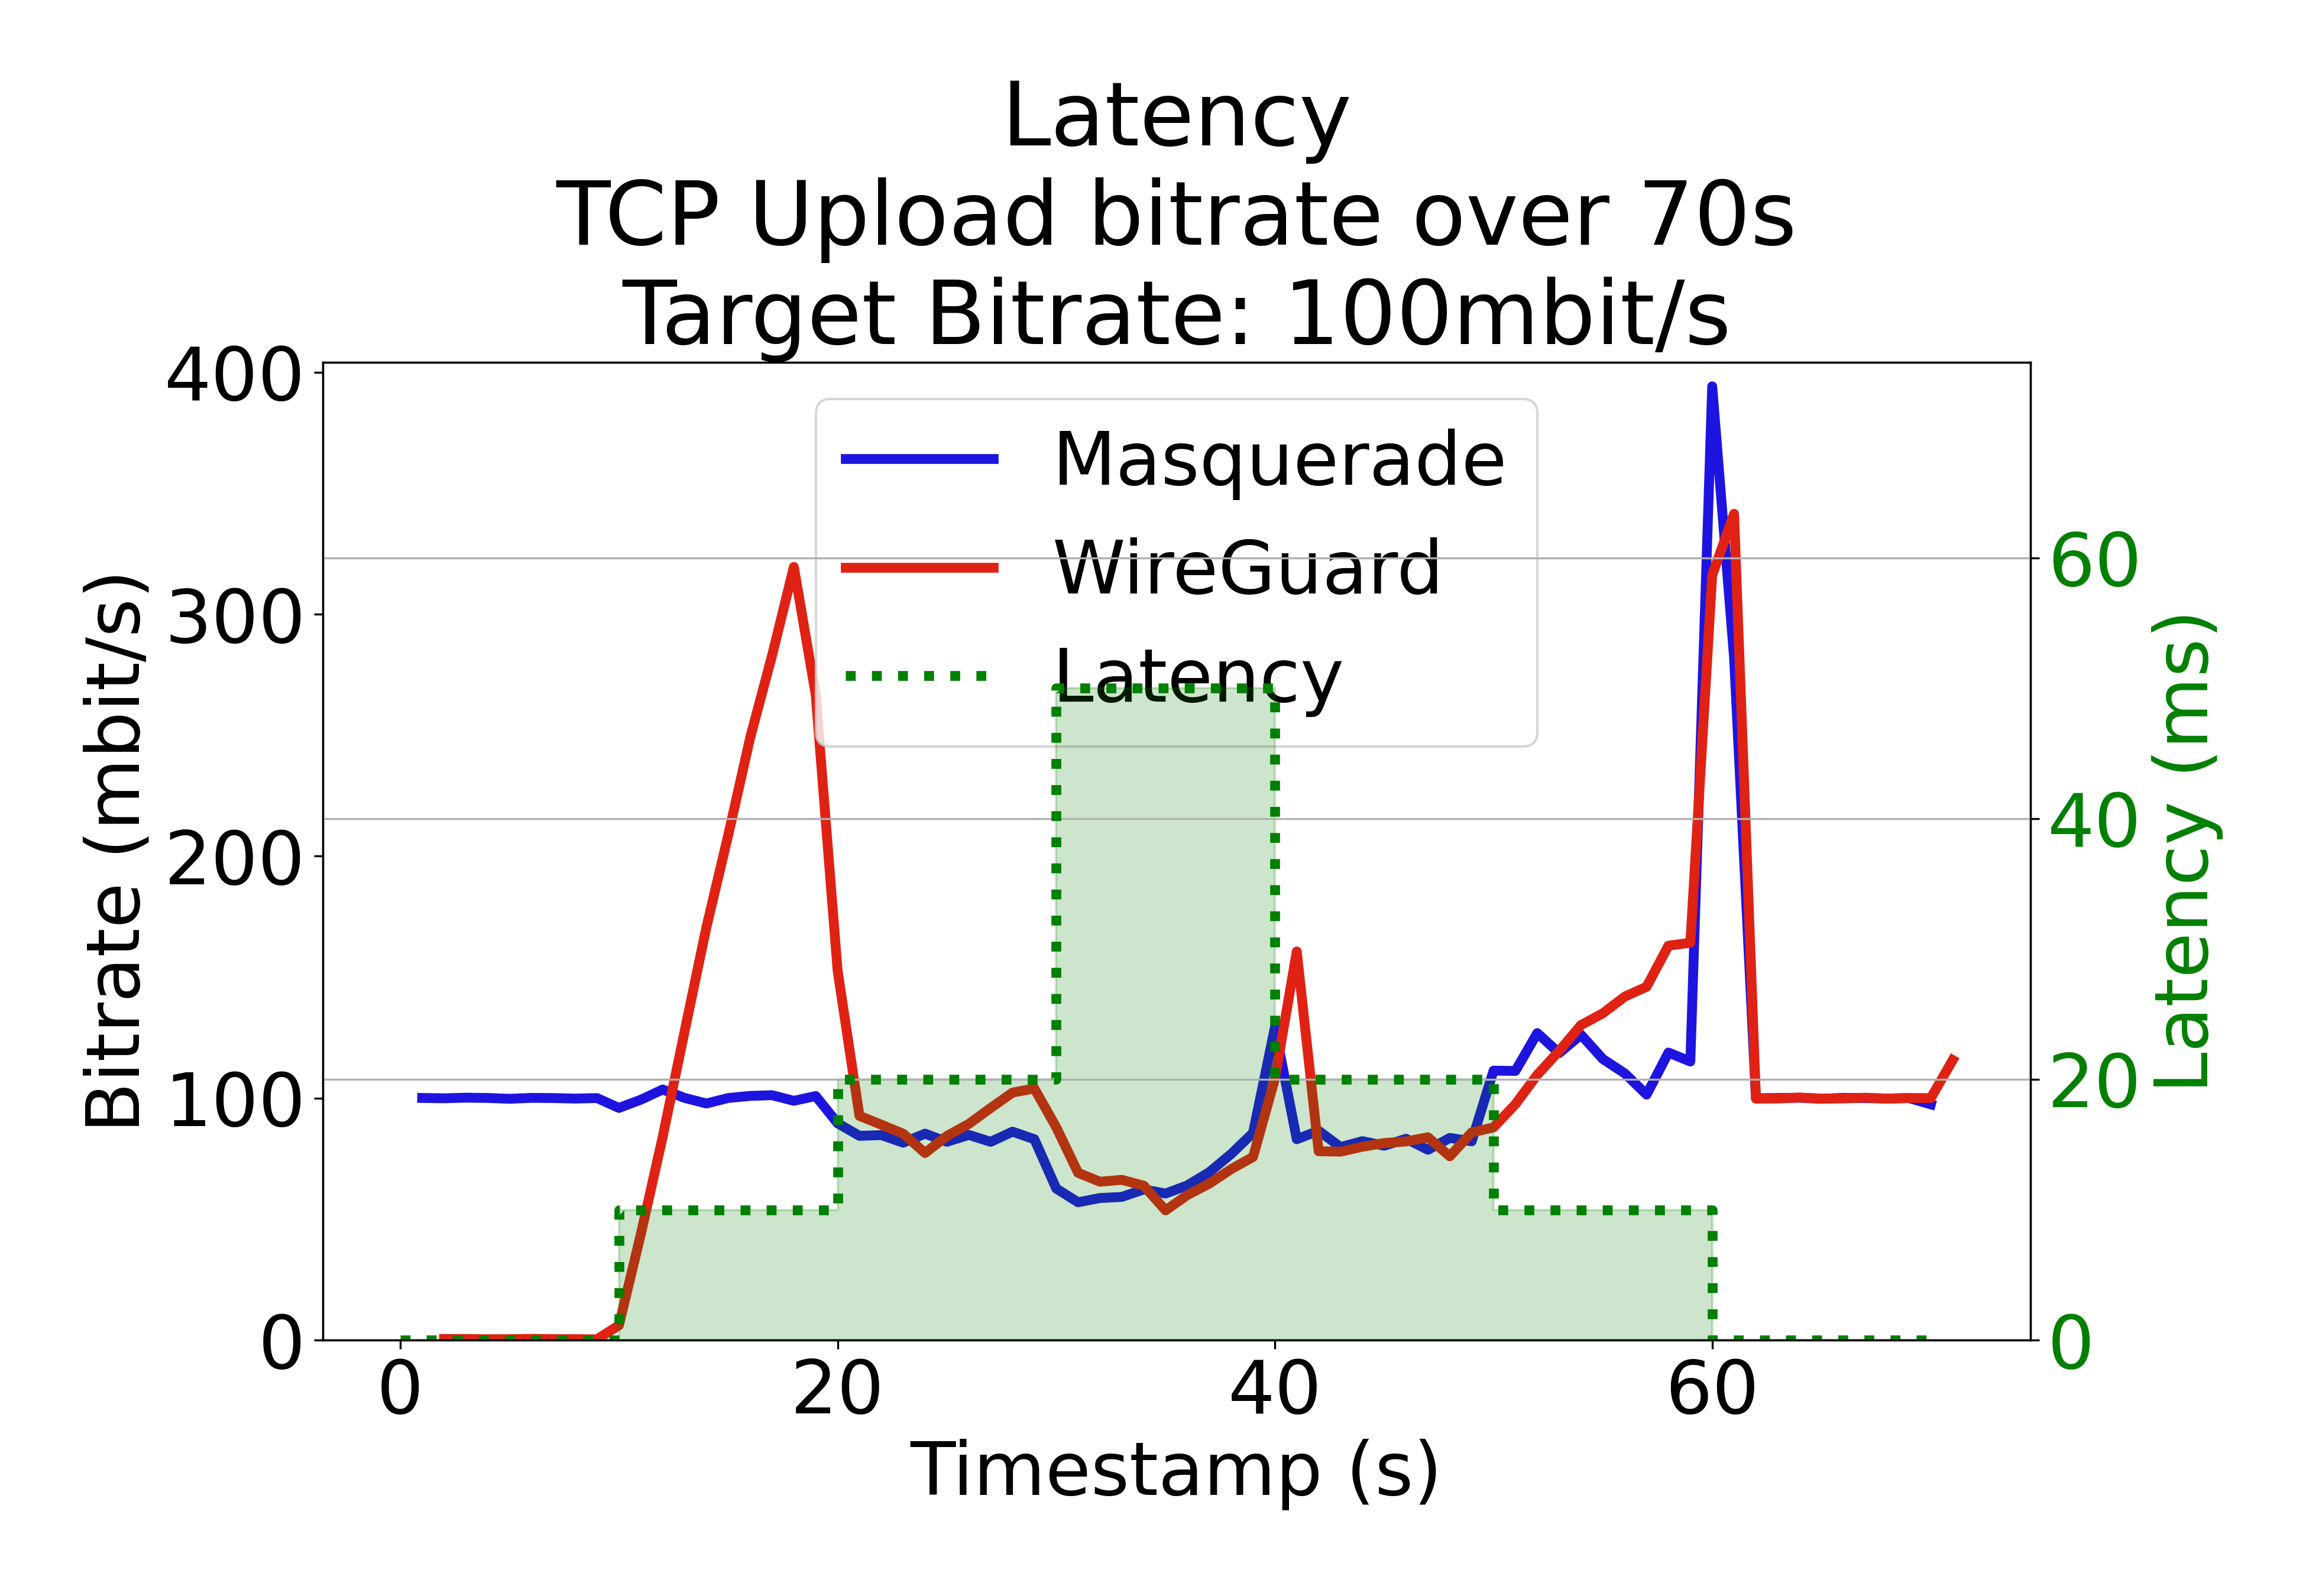 Latency
TCP Upload bitrate over 70s
Target Bitrate: 100mbit/s
Bitrate (mbit/s)
400
300
200
100
0
Masquerade
WireGuard
Latency
60
40
20
0
Latency (ms)
0
20
40
60
Timestamp (s)